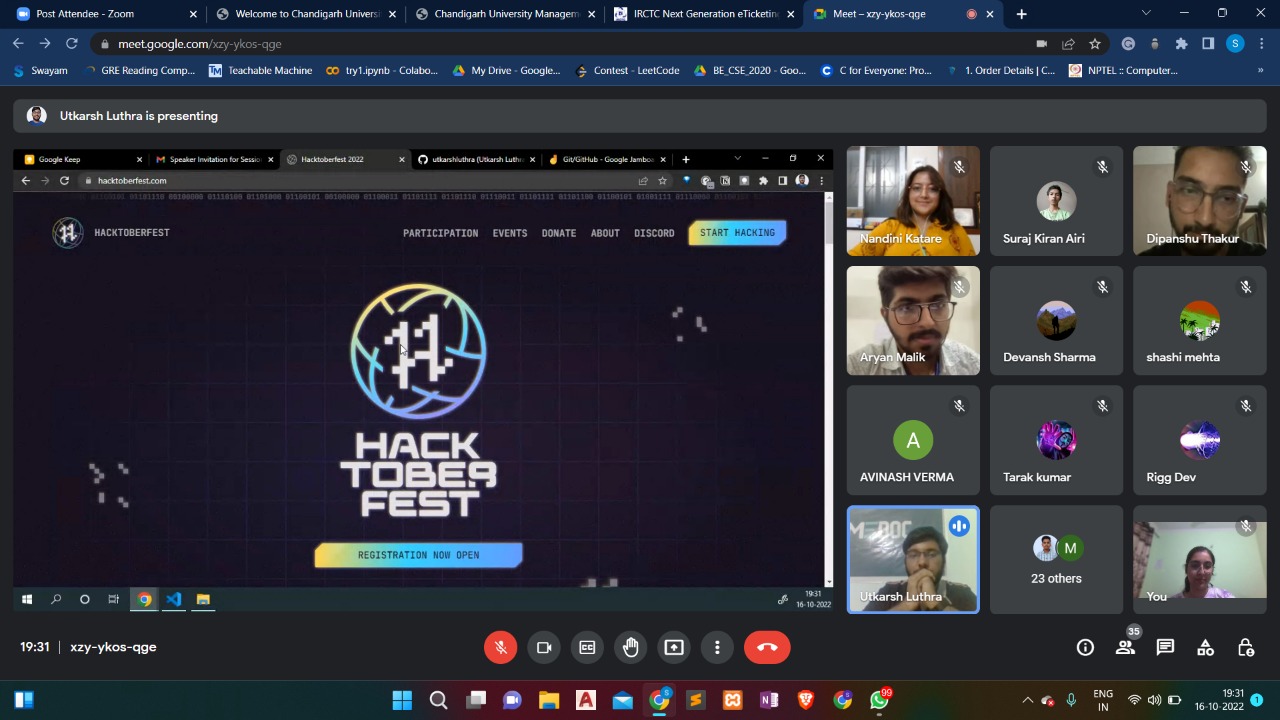 Post Attendee - Zoom
Welcome to Chandigarh Universi
Chandigarh University Managem
IRCTC Next Generation eTicketing
Meet – xzy-ykos-qge
meet.google.com/xzy-ykos-qge
S
Swayam
GRE Reading Comp...
TM Teachable Machine
try1.ipynb - Colabo...
My Drive - Google...
Contest - LeetCode
BE_CSE_2020 - Goo...
C for Everyone: Pro...
1. Order Details | C...
NPTEL :: Computer...
»
Utkarsh Luthra is presenting
Google Keep
Speaker Invitation for Sessio
Hacktoberfest 2022
utkarshluthra (Utkarsh Luthr
Git/GitHub - Google Jamboa
hacktoberfest.com
HACKTOBERFEST
PARTICIPATION
EVENTS
DONATE
ABOUT
DISCORD
START HACKING
H
HACK
TOBER
FEST
REGISTRATION NOW OPEN
19:31
16-10-2022
Nandini Katare
Suraj Kiran Airi
Dipanshu Thakur
Aryan Malik
Devansh Sharma
shashi mehta
A
AVINASH VERMA
Tarak kumar
Rigg Dev
Utkarsh Luthra
M
23 others
You
19:31 | xzy-ykos-qge
35
99
ENG
IN
19:31
16-10-2022
1